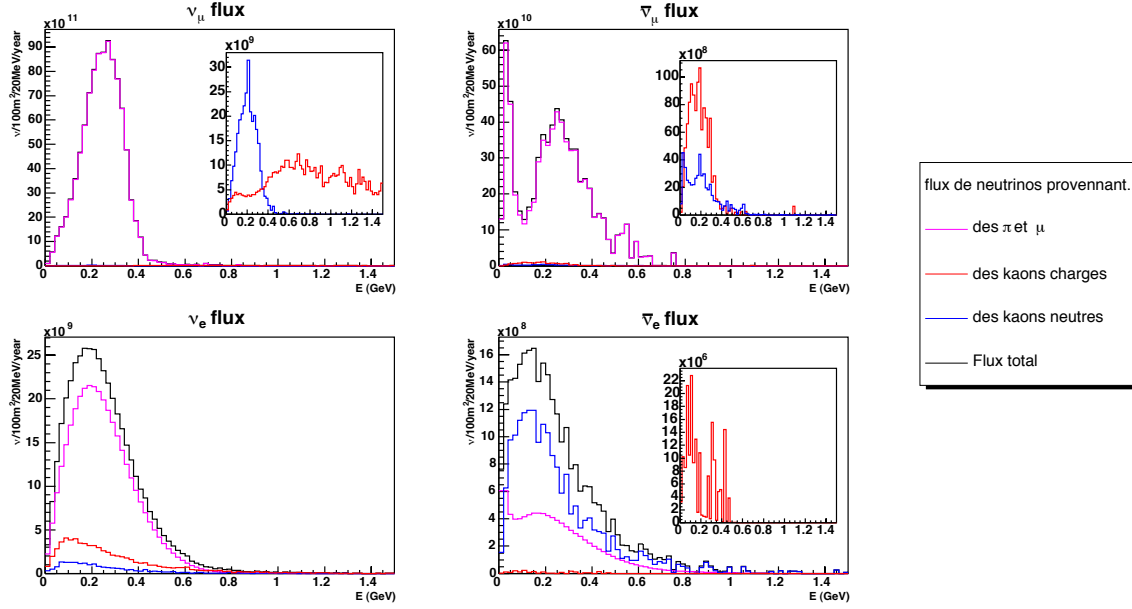 ν_μ flux
×10^11
ν/100m²/20MeV/year
90
80
70
60
50
40
30
20
10
0
0 0.2 0.4 0.6 0.8 1 1.2 1.4
E (GeV)
×10^9
30
25
20
15
10
5
0
0 0.2 0.4 0.6 0.8 1 1.2 1.4
ν̅_μ flux
×10^10
ν/100m²/20MeV/year
60
50
40
30
20
10
0
0 0.2 0.4 0.6 0.8 1 1.2 1.4
E (GeV)
×10^8
100
80
60
40
20
0
0 0.2 0.4 0.6 0.8 1 1.2 1.4
ν_e flux
×10^9
ν/100m²/20MeV/year
25
20
15
10
5
0
0 0.2 0.4 0.6 0.8 1 1.2 1.4
E (GeV)
ν̅_e flux
×10^8
ν/100m²/20MeV/year
16
14
12
10
8
6
4
2
0
0 0.2 0.4 0.6 0.8 1 1.2 1.4
E (GeV)
×10^6
22
20
18
16
14
12
10
8
6
4
2
0
0 0.2 0.4 0.6 0.8 1 1.2 1.4
flux de neutrinos provennant.
des π et μ
des kaons charges
des kaons neutres
Flux total